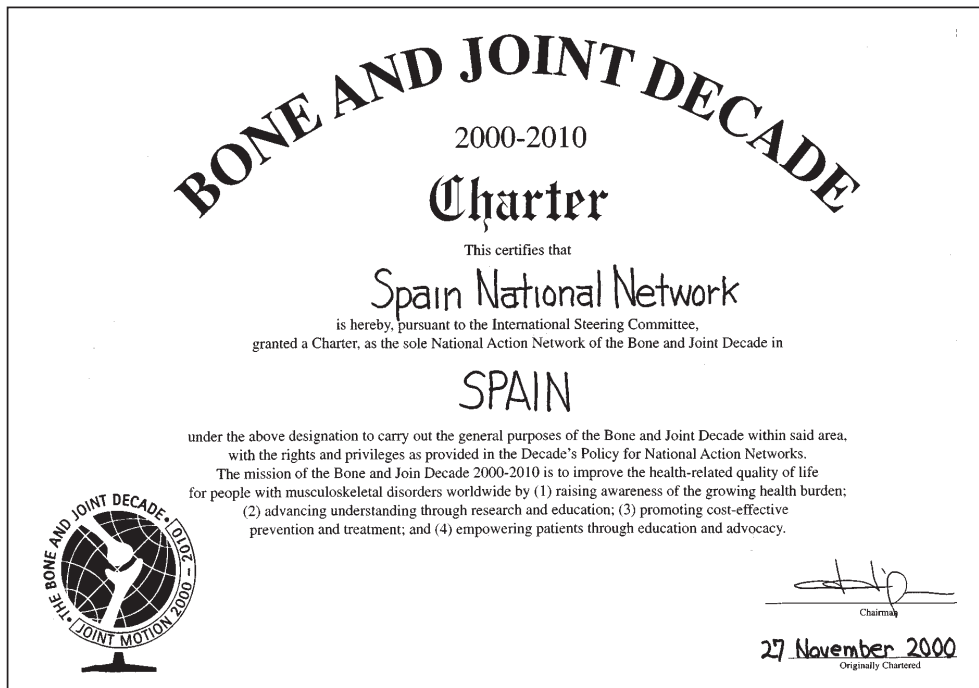 BONE AND JOINT DECADE
2000-2010
Charter
This certifies that
Spain National Network
is hereby, pursuant to the International Steering Committee,
granted a Charter, as the sole National Action Network of the Bone and Joint Decade in
SPAIN
under the above designation to carry out the general purposes of the Bone and Joint Decade within said area,
with the rights and privileges as provided in the Decade's Policy for National Action Networks.
The mission of the Bone and Join Decade 2000-2010 is to improve the health-related quality of life
for people with musculoskeletal disorders worldwide by (1) raising awareness of the growing health burden;
(2) advancing understanding through research and education; (3) promoting cost-effective
prevention and treatment; and (4) empowering patients through education and advocacy.
• THE BONE AND JOINT DECADE •
JOINT MOTION 2000 – 2010
Chairman
27 November 2000
Originally Chartered